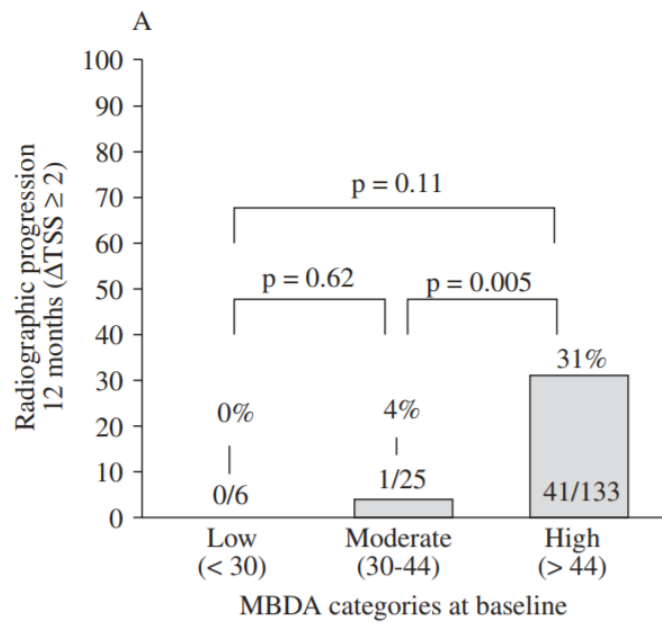 A
Radiographic progression
12 months (ΔTSS ≥ 2)
100
90
80
70
60
50
40
30
20
10
0
p = 0.11
p = 0.62
p = 0.005
0%
4%
31%
0/6
1/25
41/133
Low
(< 30)
Moderate
(30-44)
High
(> 44)
MBDA categories at baseline